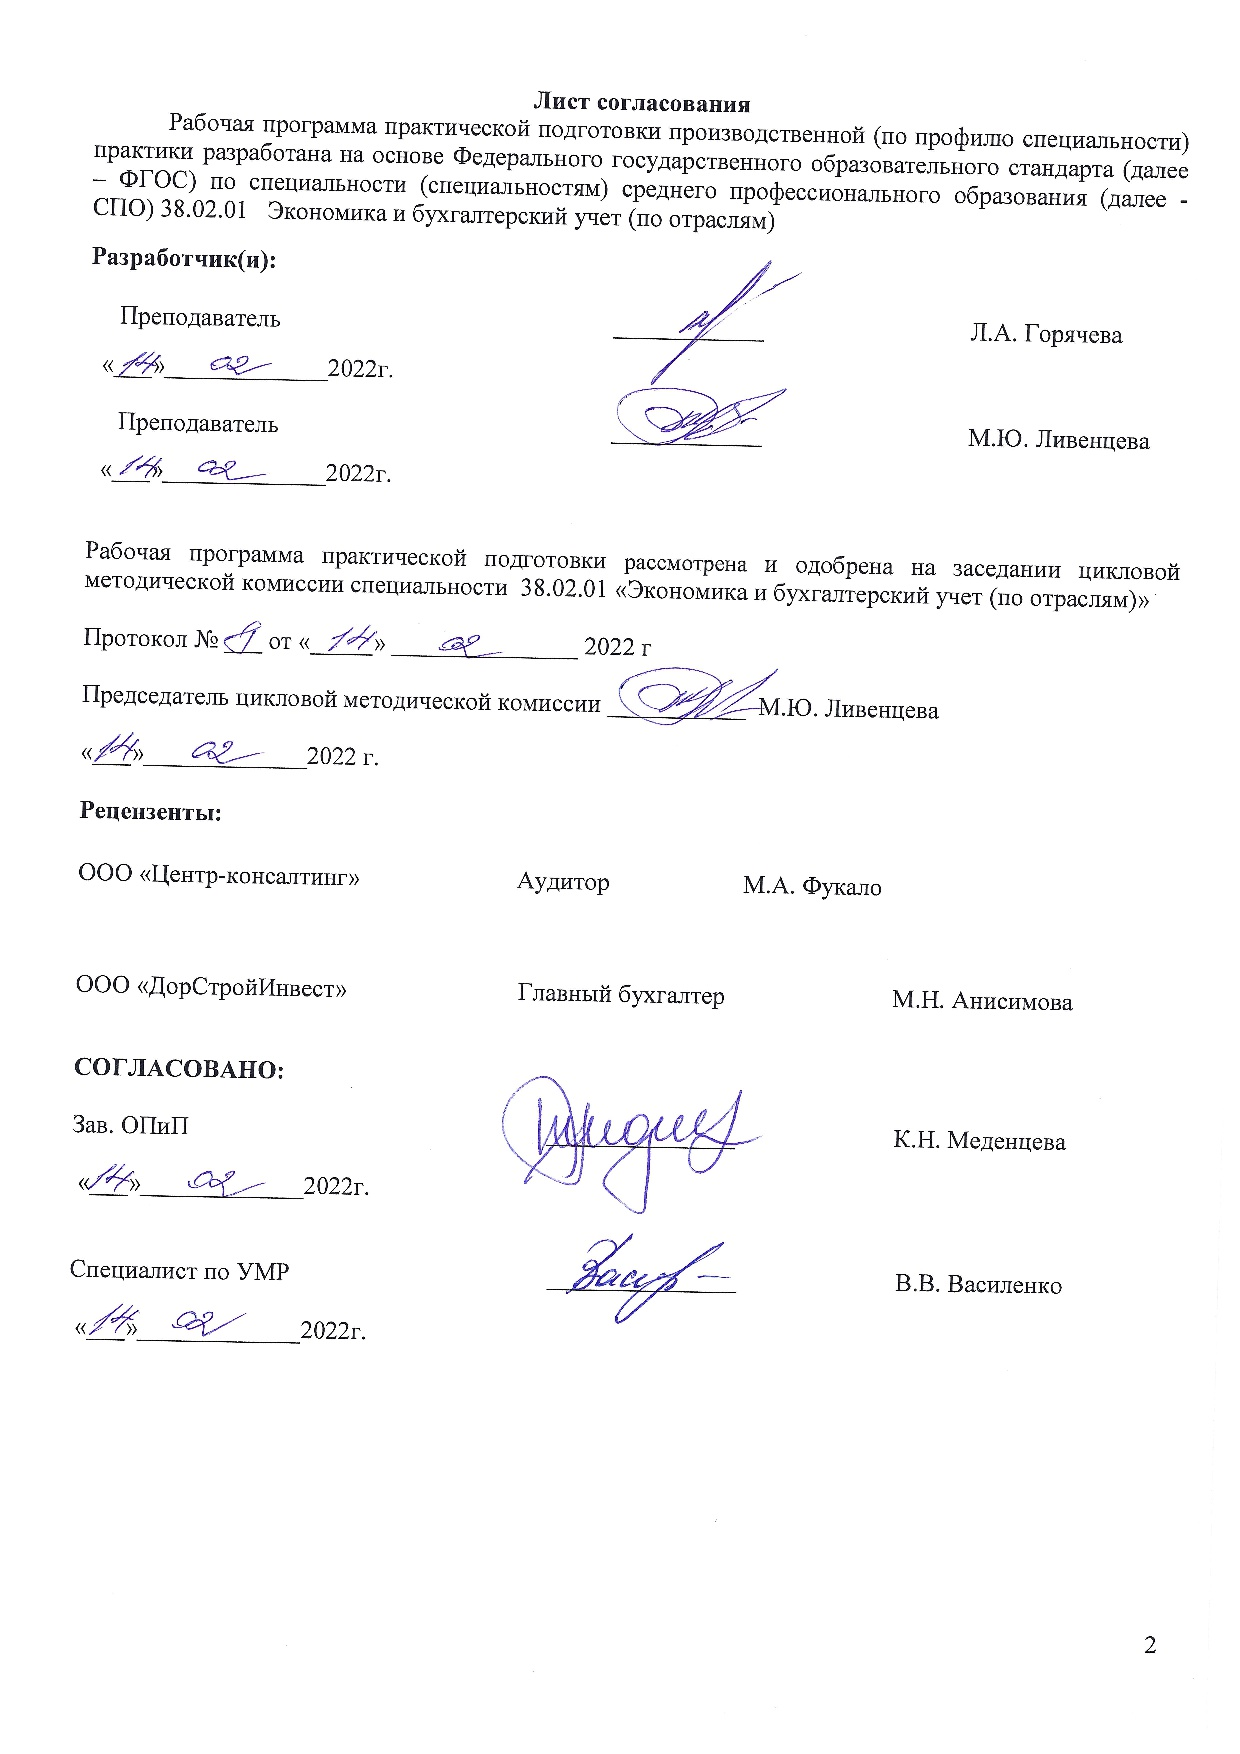 Лист согласования
Рабочая программа практической подготовки производственной (по профилю специальности)
практики разработана на основе Федерального государственного образовательного стандарта (далее
– ФГОС) по специальности (специальностям) среднего профессионального образования (далее -
СПО) 38.02.01 Экономика и бухгалтерский учет (по отраслям)
Разработчик(и):
Преподаватель Л.А. Горячева
«14» 02 2022г.
Преподаватель М.Ю. Ливенцева
«14» 02 2022г.
Рабочая программа практической подготовки рассмотрена и одобрена на заседании цикловой
методической комиссии специальности 38.02.01 «Экономика и бухгалтерский учет (по отраслям)»
Протокол № от «14» 02 2022 г
Председатель цикловой методической комиссии М.Ю. Ливенцева
«14» 02 2022 г.
Рецензенты:
ООО «Центр-консалтинг» Аудитор М.А. Фукало
ООО «ДорСтройИнвест» Главный бухгалтер М.Н. Анисимова
СОГЛАСОВАНО:
Зав. ОПиП К.Н. Меденцева
«14» 02 2022г.
Специалист по УМР В.В. Василенко
«14» 02 2022г.
2